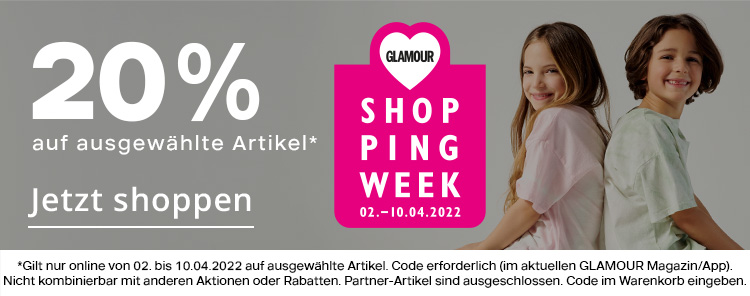 20%
auf ausgewählte Artikel*
Jetzt shoppen
GLAMOUR
SHOP
PING
WEEK
02.–10.04.2022
*Gilt nur online von 02. bis 10.04.2022 auf ausgewählte Artikel. Code erforderlich (im aktuellen GLAMOUR Magazin/App).
Nicht kombinierbar mit anderen Aktionen oder Rabatten. Partner-Artikel sind ausgeschlossen. Code im Warenkorb eingeben.